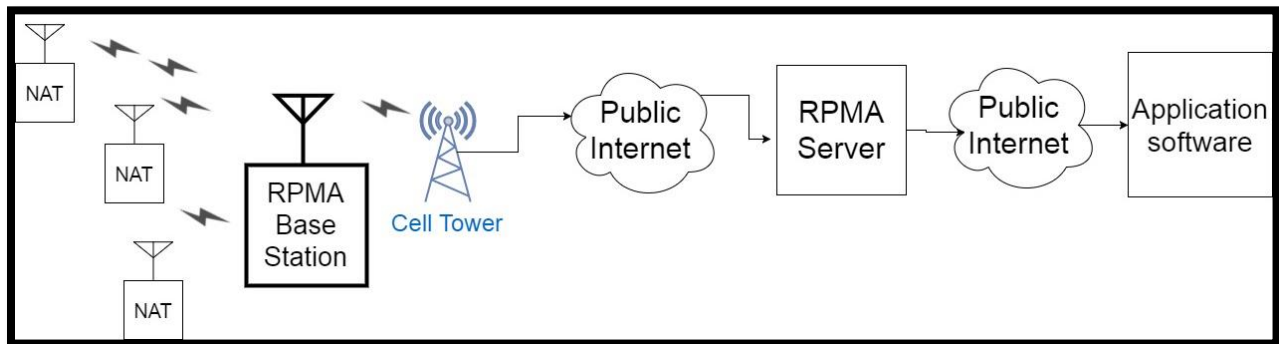 NAT
NAT
NAT
RPMA
Base
Station
Cell Tower
Public
Internet
RPMA
Server
Public
Internet
Application
software